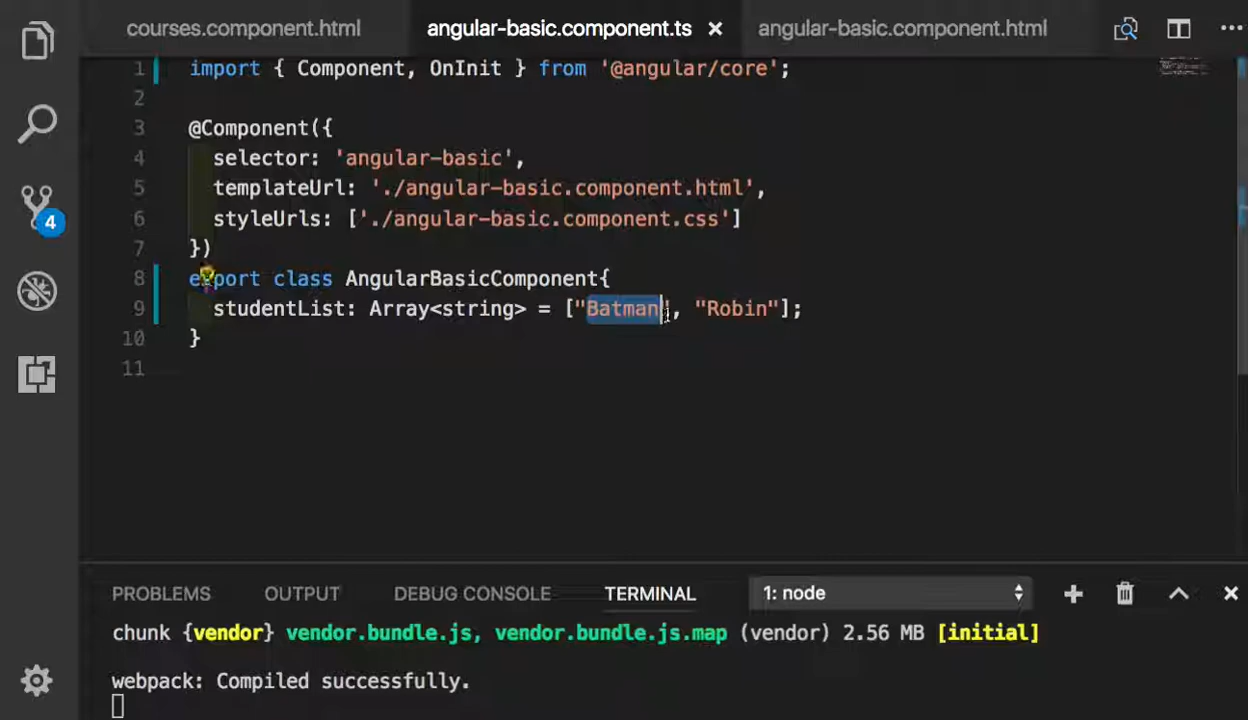 courses.component.html angular-basic.component.ts angular-basic.component.html
1 import { Component, OnInit } from '@angular/core';
2
3 @Component({
4 selector: 'angular-basic',
5 templateUrl: './angular-basic.component.html',
6 styleUrls: ['./angular-basic.component.css']
7 })
8 export class AngularBasicComponent{
9 studentList: Array<string> = ["Batman", "Robin"];
10 }
11
4
PROBLEMS OUTPUT DEBUG CONSOLE TERMINAL 1: node
chunk {vendor} vendor.bundle.js, vendor.bundle.js.map (vendor) 2.56 MB [initial]
webpack: Compiled successfully.